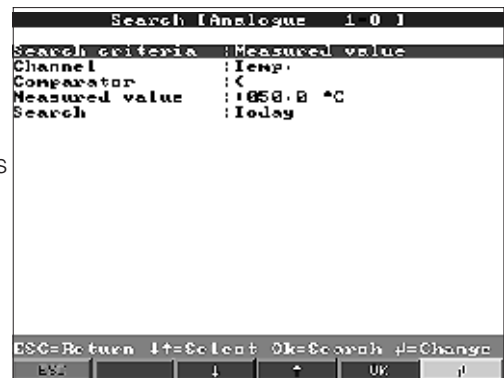 Search [Analogue 1-0 ]
Search criteria :Measured value
Channel :Temp.
Comparator :<
Measured value :+050.0 °C
Search :Today
s
ESC=Return ↓↑=Select Ok=Search ↵=Change
ESC ↓ ↑ OK ↵